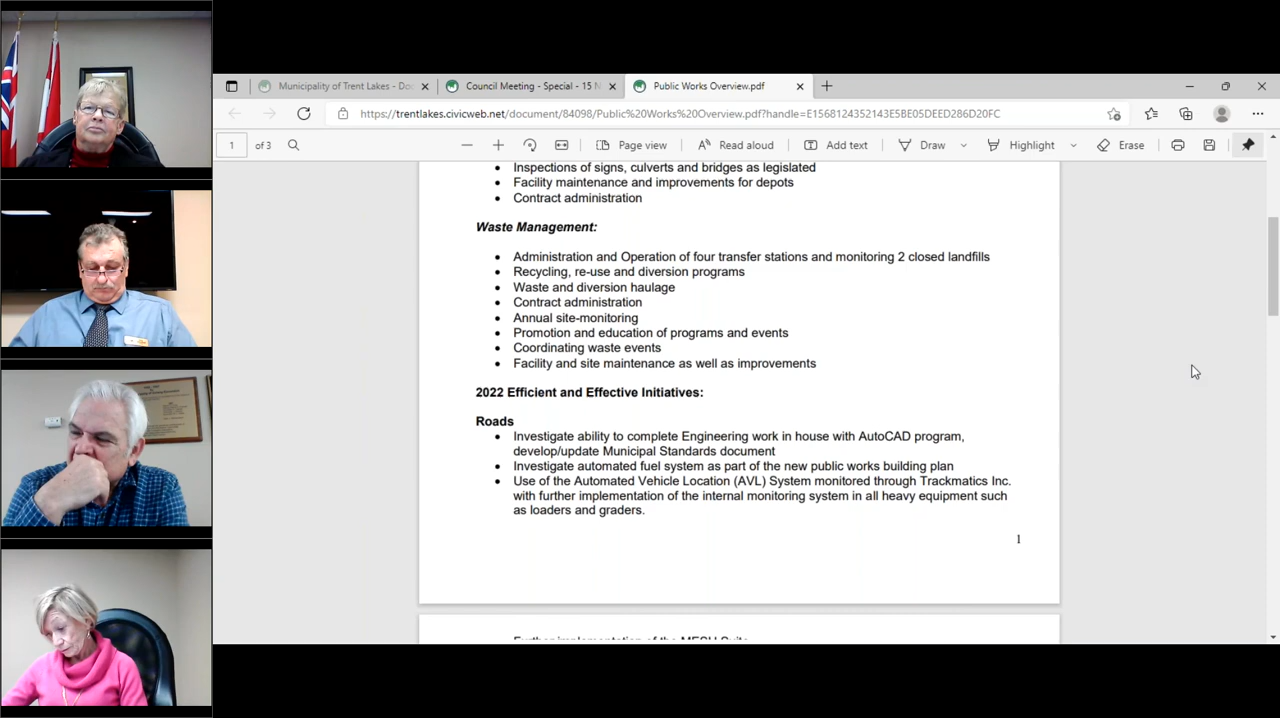 Municipality of Trent Lakes - Doc
Council Meeting - Special - 15 N
Public Works Overview.pdf
https://trentlakes.civicweb.net/document/84098/Public%20Works%20Overview.pdf?handle=E1568124352143E5BE05DEED286D20FC
1 of 3
Page view
Read aloud
Add text
Draw
Highlight
Erase
• Inspections of signs, culverts and bridges as legislated
• Facility maintenance and improvements for depots
• Contract administration
Waste Management:
• Administration and Operation of four transfer stations and monitoring 2 closed landfills
• Recycling, re-use and diversion programs
• Waste and diversion haulage
• Contract administration
• Annual site-monitoring
• Promotion and education of programs and events
• Coordinating waste events
• Facility and site maintenance as well as improvements
2022 Efficient and Effective Initiatives:
Roads
• Investigate ability to complete Engineering work in house with AutoCAD program,
develop/update Municipal Standards document
• Investigate automated fuel system as part of the new public works building plan
• Use of the Automated Vehicle Location (AVL) System monitored through Trackmatics Inc.
with further implementation of the internal monitoring system in all heavy equipment such
as loaders and graders.
1
Further implementation of the MESH Suite